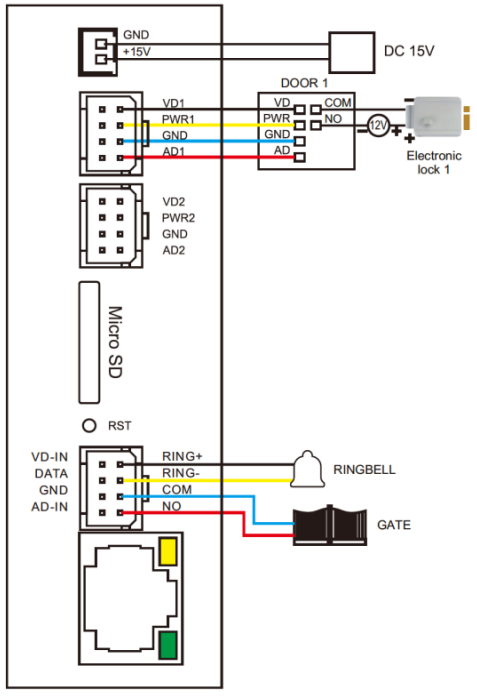 GND
+15V
DC 15V
DOOR 1
VD1 VD COM
PWR1 PWR NO
GND GND 12V
AD1 AD
Electronic
lock 1
VD2
PWR2
GND
AD2
Micro SD
RST
VD-IN RING+
DATA RING- RINGBELL
GND COM
AD-IN NO
GATE